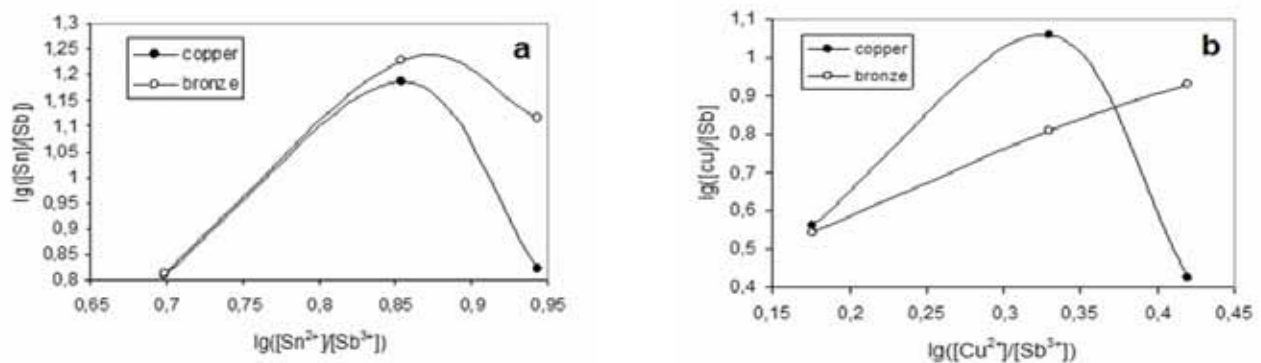 1,3
1,25
1,2
1,15
1,1
1,05
1
0,95
0,9
0,85
0,8
lg([Sn]/[Sb])
copper
bronze
a
0,65 0,7 0,75 0,8 0,85 0,9 0,95
lg([Sn²⁺]/[Sb³⁺])
1,1
1
0,9
0,8
0,7
0,6
0,5
0,4
lg([cu]/[Sb]
copper
bronze
b
0,15 0,2 0,25 0,3 0,35 0,4 0,45
lg([Cu²⁺]/[Sb³⁺])